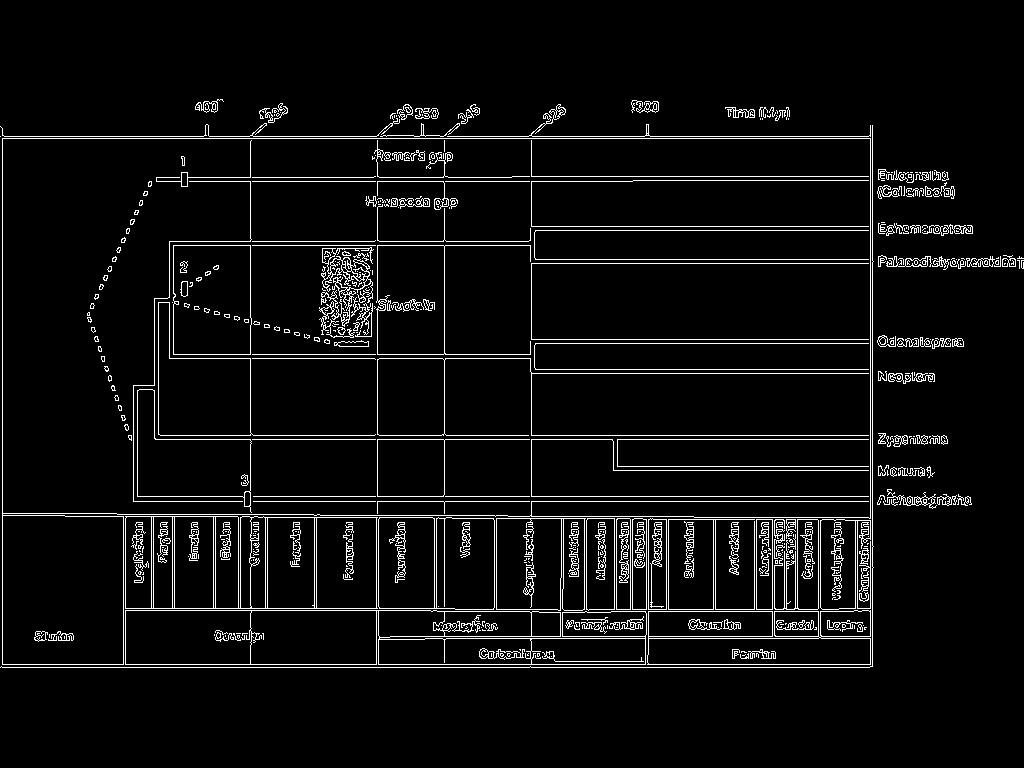 400
385
360
350
345
325
300
Time (Myr)
Romer's gap
1
Entognatha
(Collembola)
Hexapoda gap
Ephemeroptera
Palaeodictyopteroidea†
2
Strudiella
Odonatoptera
Neoptera
Zygentoma
Monura†
3
Archaeognatha
Lochkovian
Pragian
Emsian
Eifelian
Givetian
Frasnian
Famennian
Tournaisian
Visean
Serpukhovian
Bashkirian
Moscovian
Kasimovian
Gzhelian
Asselian
Sakmarian
Artinskian
Kungurian
Roadian
Wordian
Capitanian
Wuchiapingian
Changhsingian
Silurian
Devonian
Mississippian
Pennsylvanian
Cisuralian
Guadal.
Loping.
Carboniferous
Permian